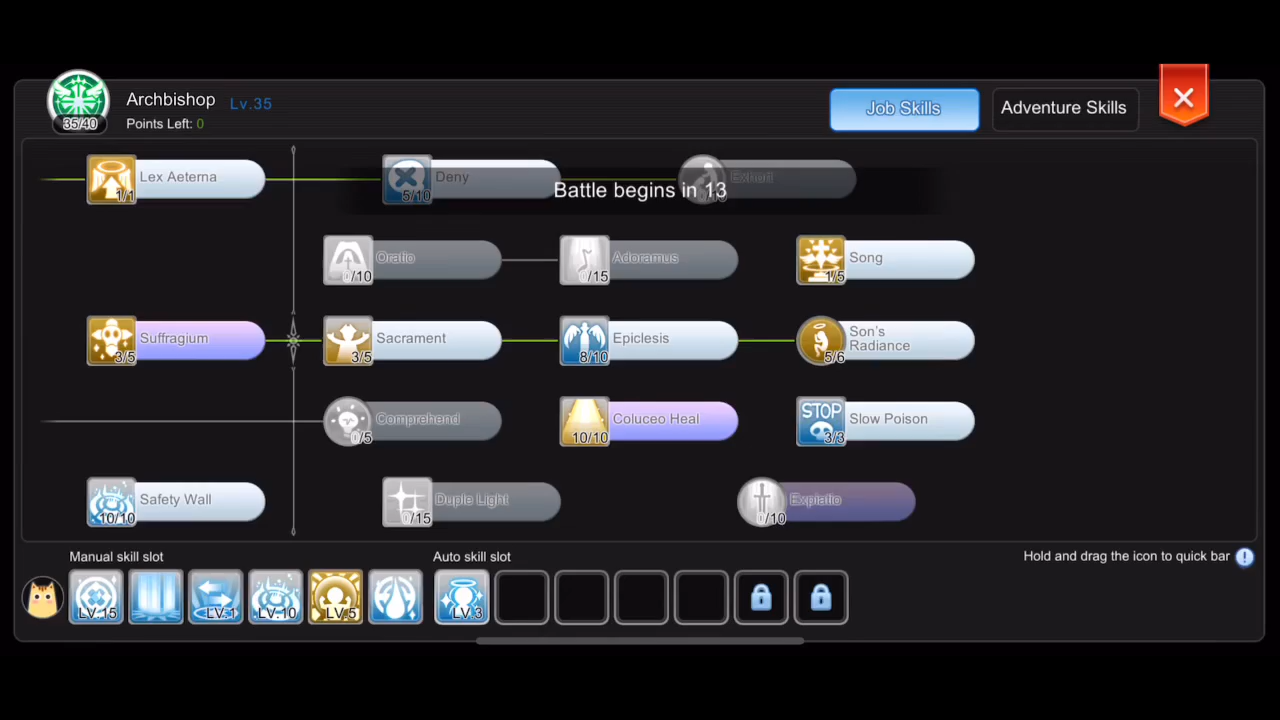 Archbishop Lv.35
35/40
Points Left: 0
Job Skills
Adventure Skills
Lex Aeterna
1/1
Deny
5/10
Battle begins in 13
Exhort
Oratio
0/10
Adoramus
0/15
Song
1/5
Suffragium
3/5
Sacrament
3/5
Epiclesis
8/10
Son's
Radiance
5/6
Comprehend
0/5
Coluceo Heal
10/10
STOP
Slow Poison
3/3
Safety Wall
10/10
Duple Light
0/15
Expiatio
0/10
Manual skill slot
Auto skill slot
Hold and drag the icon to quick bar
LV.15
LV.1
LV.10
LV.5
LV.3